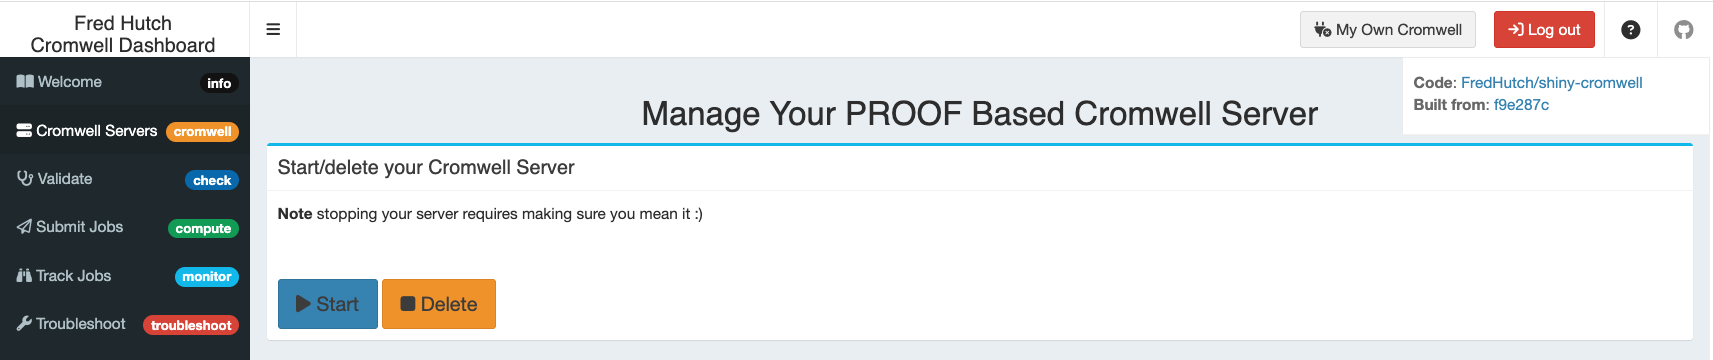 Fred Hutch
Cromwell Dashboard
My Own Cromwell
Log out
Welcome info
Cromwell Servers cromwell
Validate check
Submit Jobs compute
Track Jobs monitor
Troubleshoot troubleshoot
Code: FredHutch/shiny-cromwell
Built from: f9e287c
Manage Your PROOF Based Cromwell Server
Start/delete your Cromwell Server
Note stopping your server requires making sure you mean it :)
Start
Delete